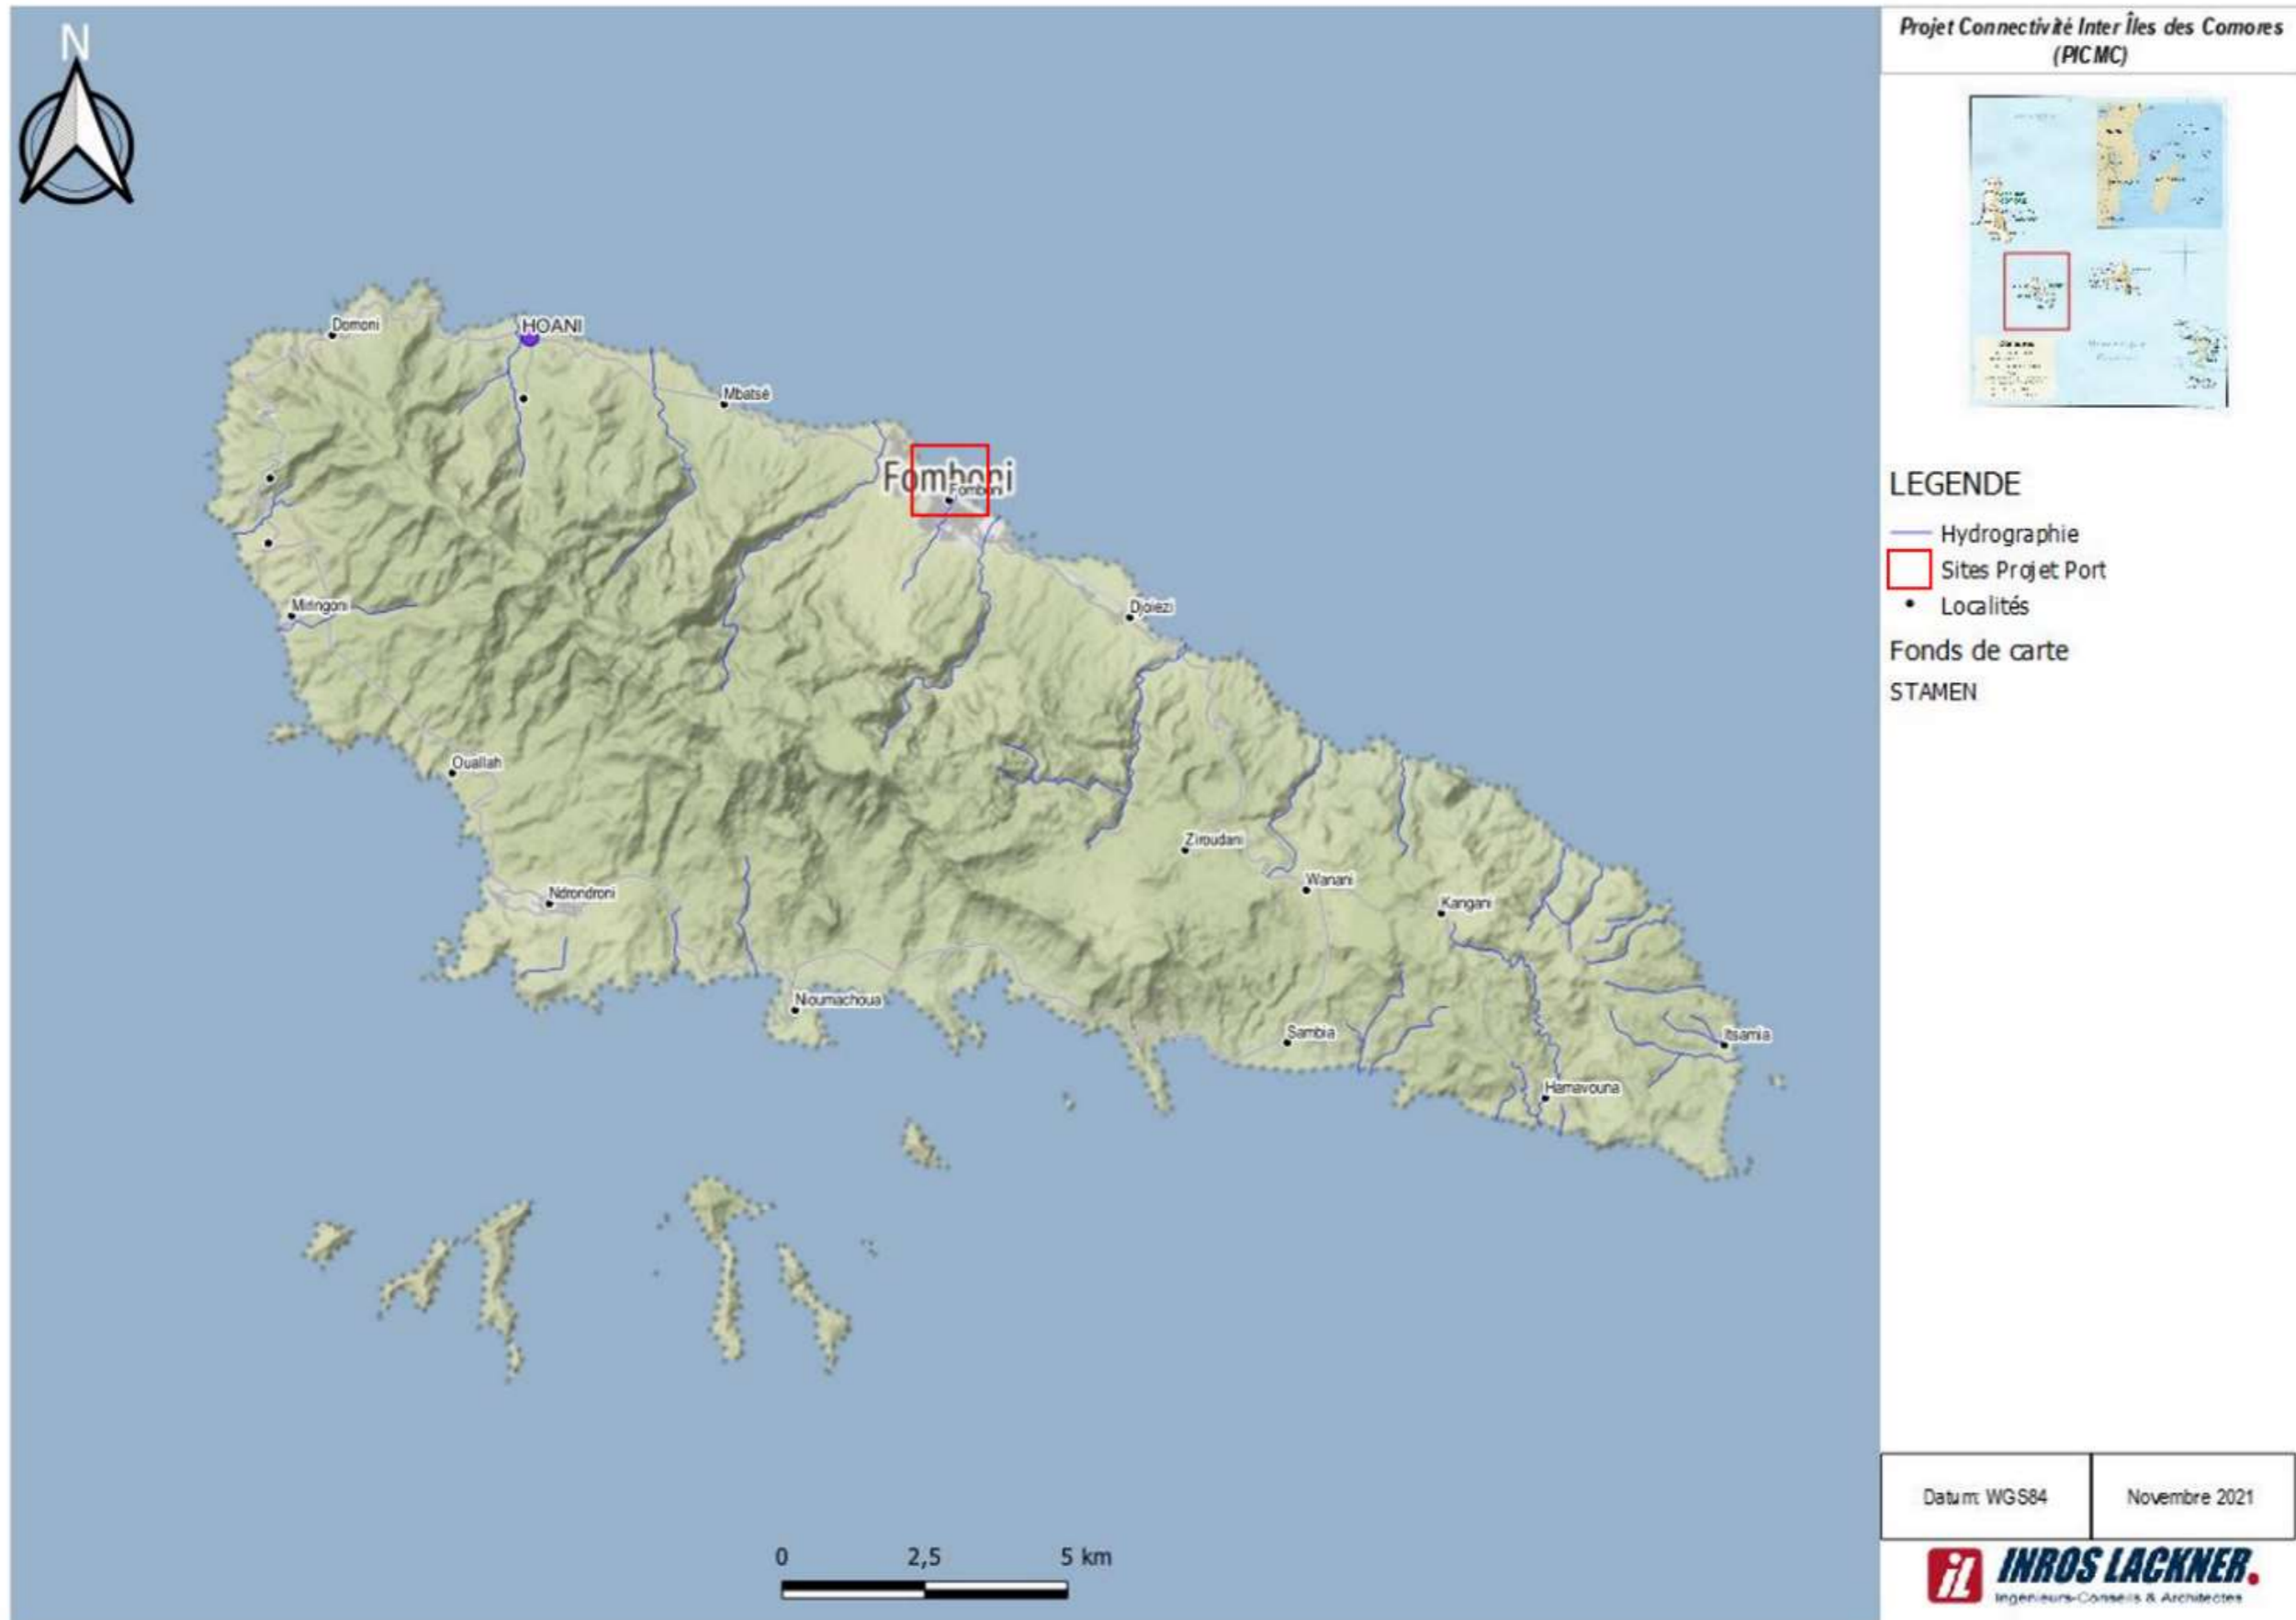 Projet Connectivité Inter Îles des Comores
(PICMC)
N
Domoni
HOANI
Mbatsé
Fomboni
Fomboni
Miringoni
Djoiezi
Ouallah
Ziroudani
Wanani
Ndrondroni
Kangani
Nioumachoua
Sambia
Itsamia
Hamavouna
LEGENDE
Hydrographie
Sites Projet Port
Localités
Fonds de carte
STAMEN
0 2,5 5 km
Datum: WGS84
Novembre 2021
iL INROS LACKNER.
Ingenieurs-Conseils & Architectes